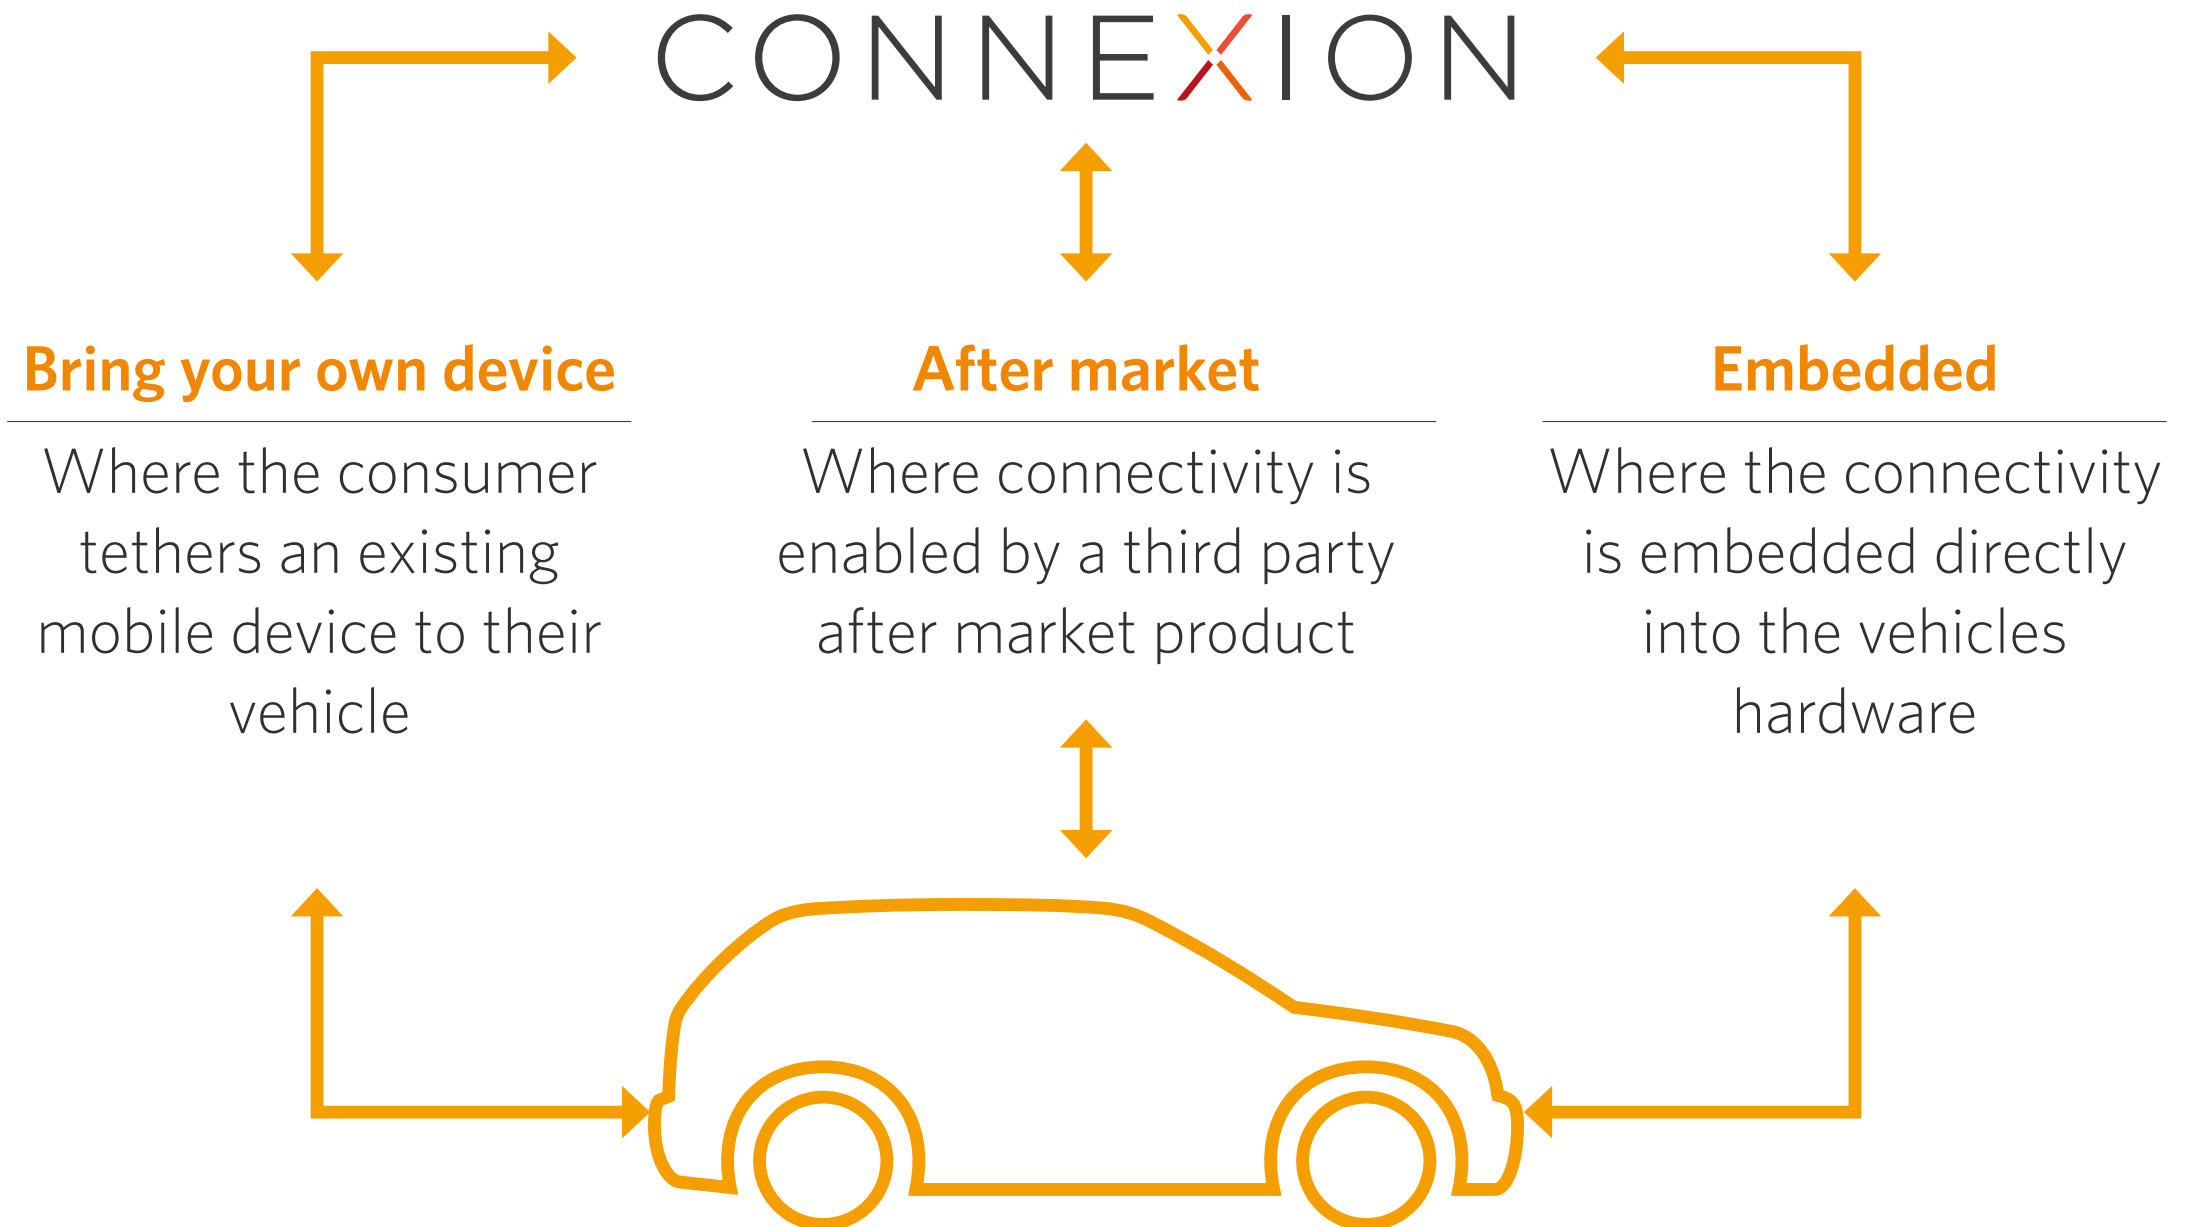 CONNEXION
Bring your own device
Where the consumer
tethers an existing
mobile device to their
vehicle
After market
Where connectivity is
enabled by a third party
after market product
Embedded
Where the connectivity
is embedded directly
into the vehicles
hardware